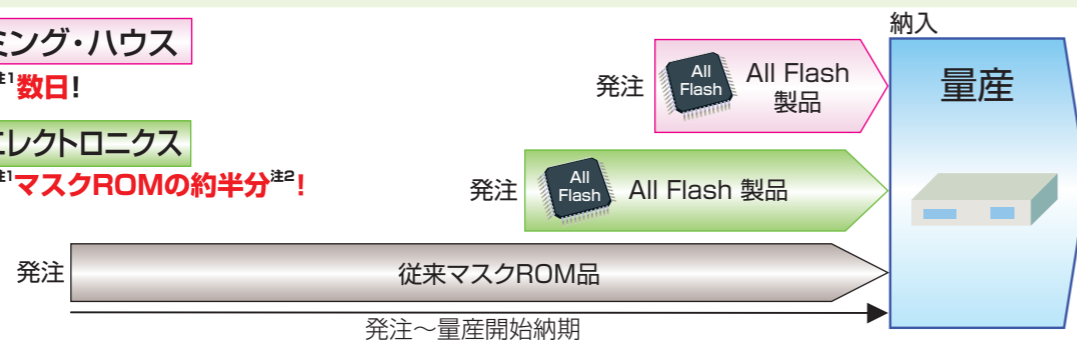 納入
ミング・ハウス
注1数日!
発注
All
Flash
All Flash
製品
量産
エレクトロニクス
注1マスクROMの約半分注2!
発注
All
Flash
All Flash 製品
発注
従来マスクROM品
発注～量産開始納期